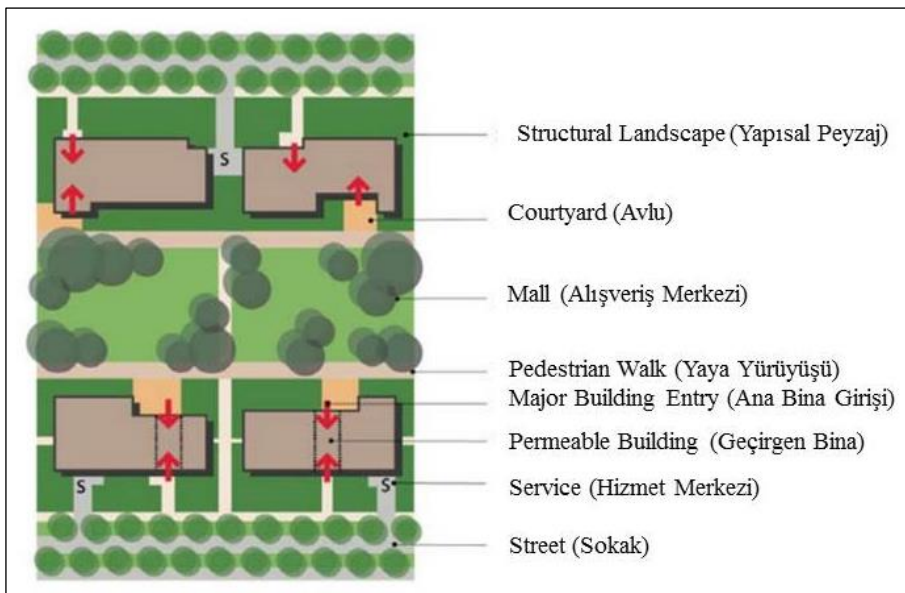 Structural Landscape (Yapısal Peyzaj)
S
Courtyard (Avlu)
Mall (Alışveriş Merkezi)
Pedestrian Walk (Yaya Yürüyüşü)
Major Building Entry (Ana Bina Girişi)
Permeable Building (Geçirgen Bina)
S
S
Service (Hizmet Merkezi)
Street (Sokak)